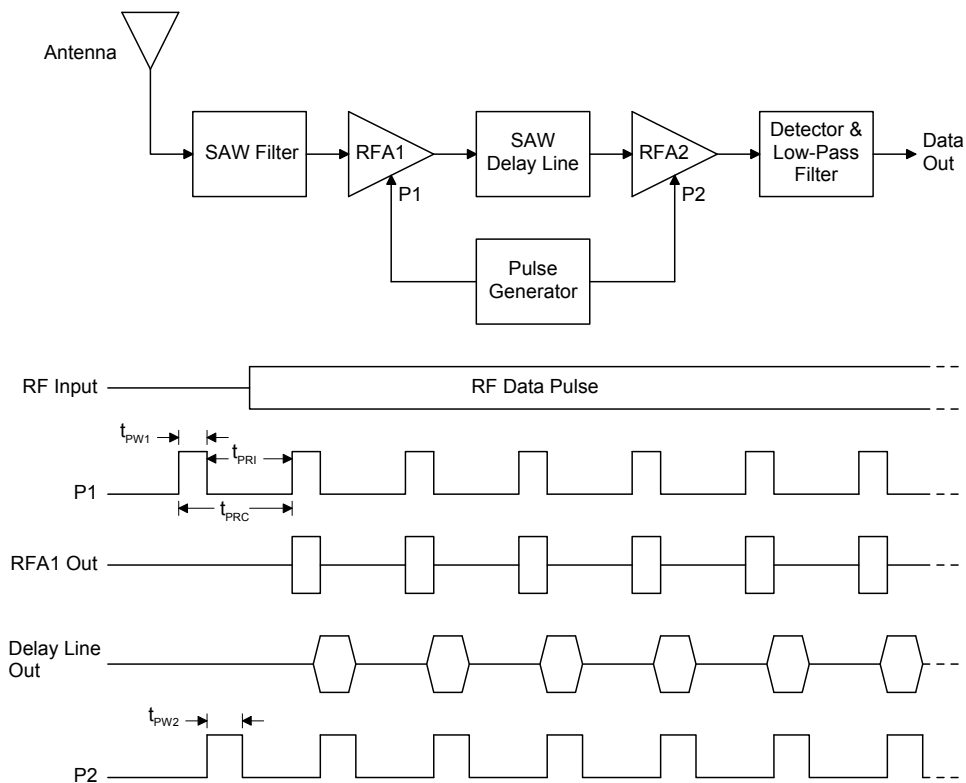 Antenna
SAW Filter
RFA1
SAW
Delay Line
RFA2
Detector &
Low-Pass
Filter
Data
Out
P1
P2
Pulse
Generator
RF Input
RF Data Pulse
tPW1
tPRI
P1
tPRC
RFA1 Out
Delay Line
Out
tPW2
P2